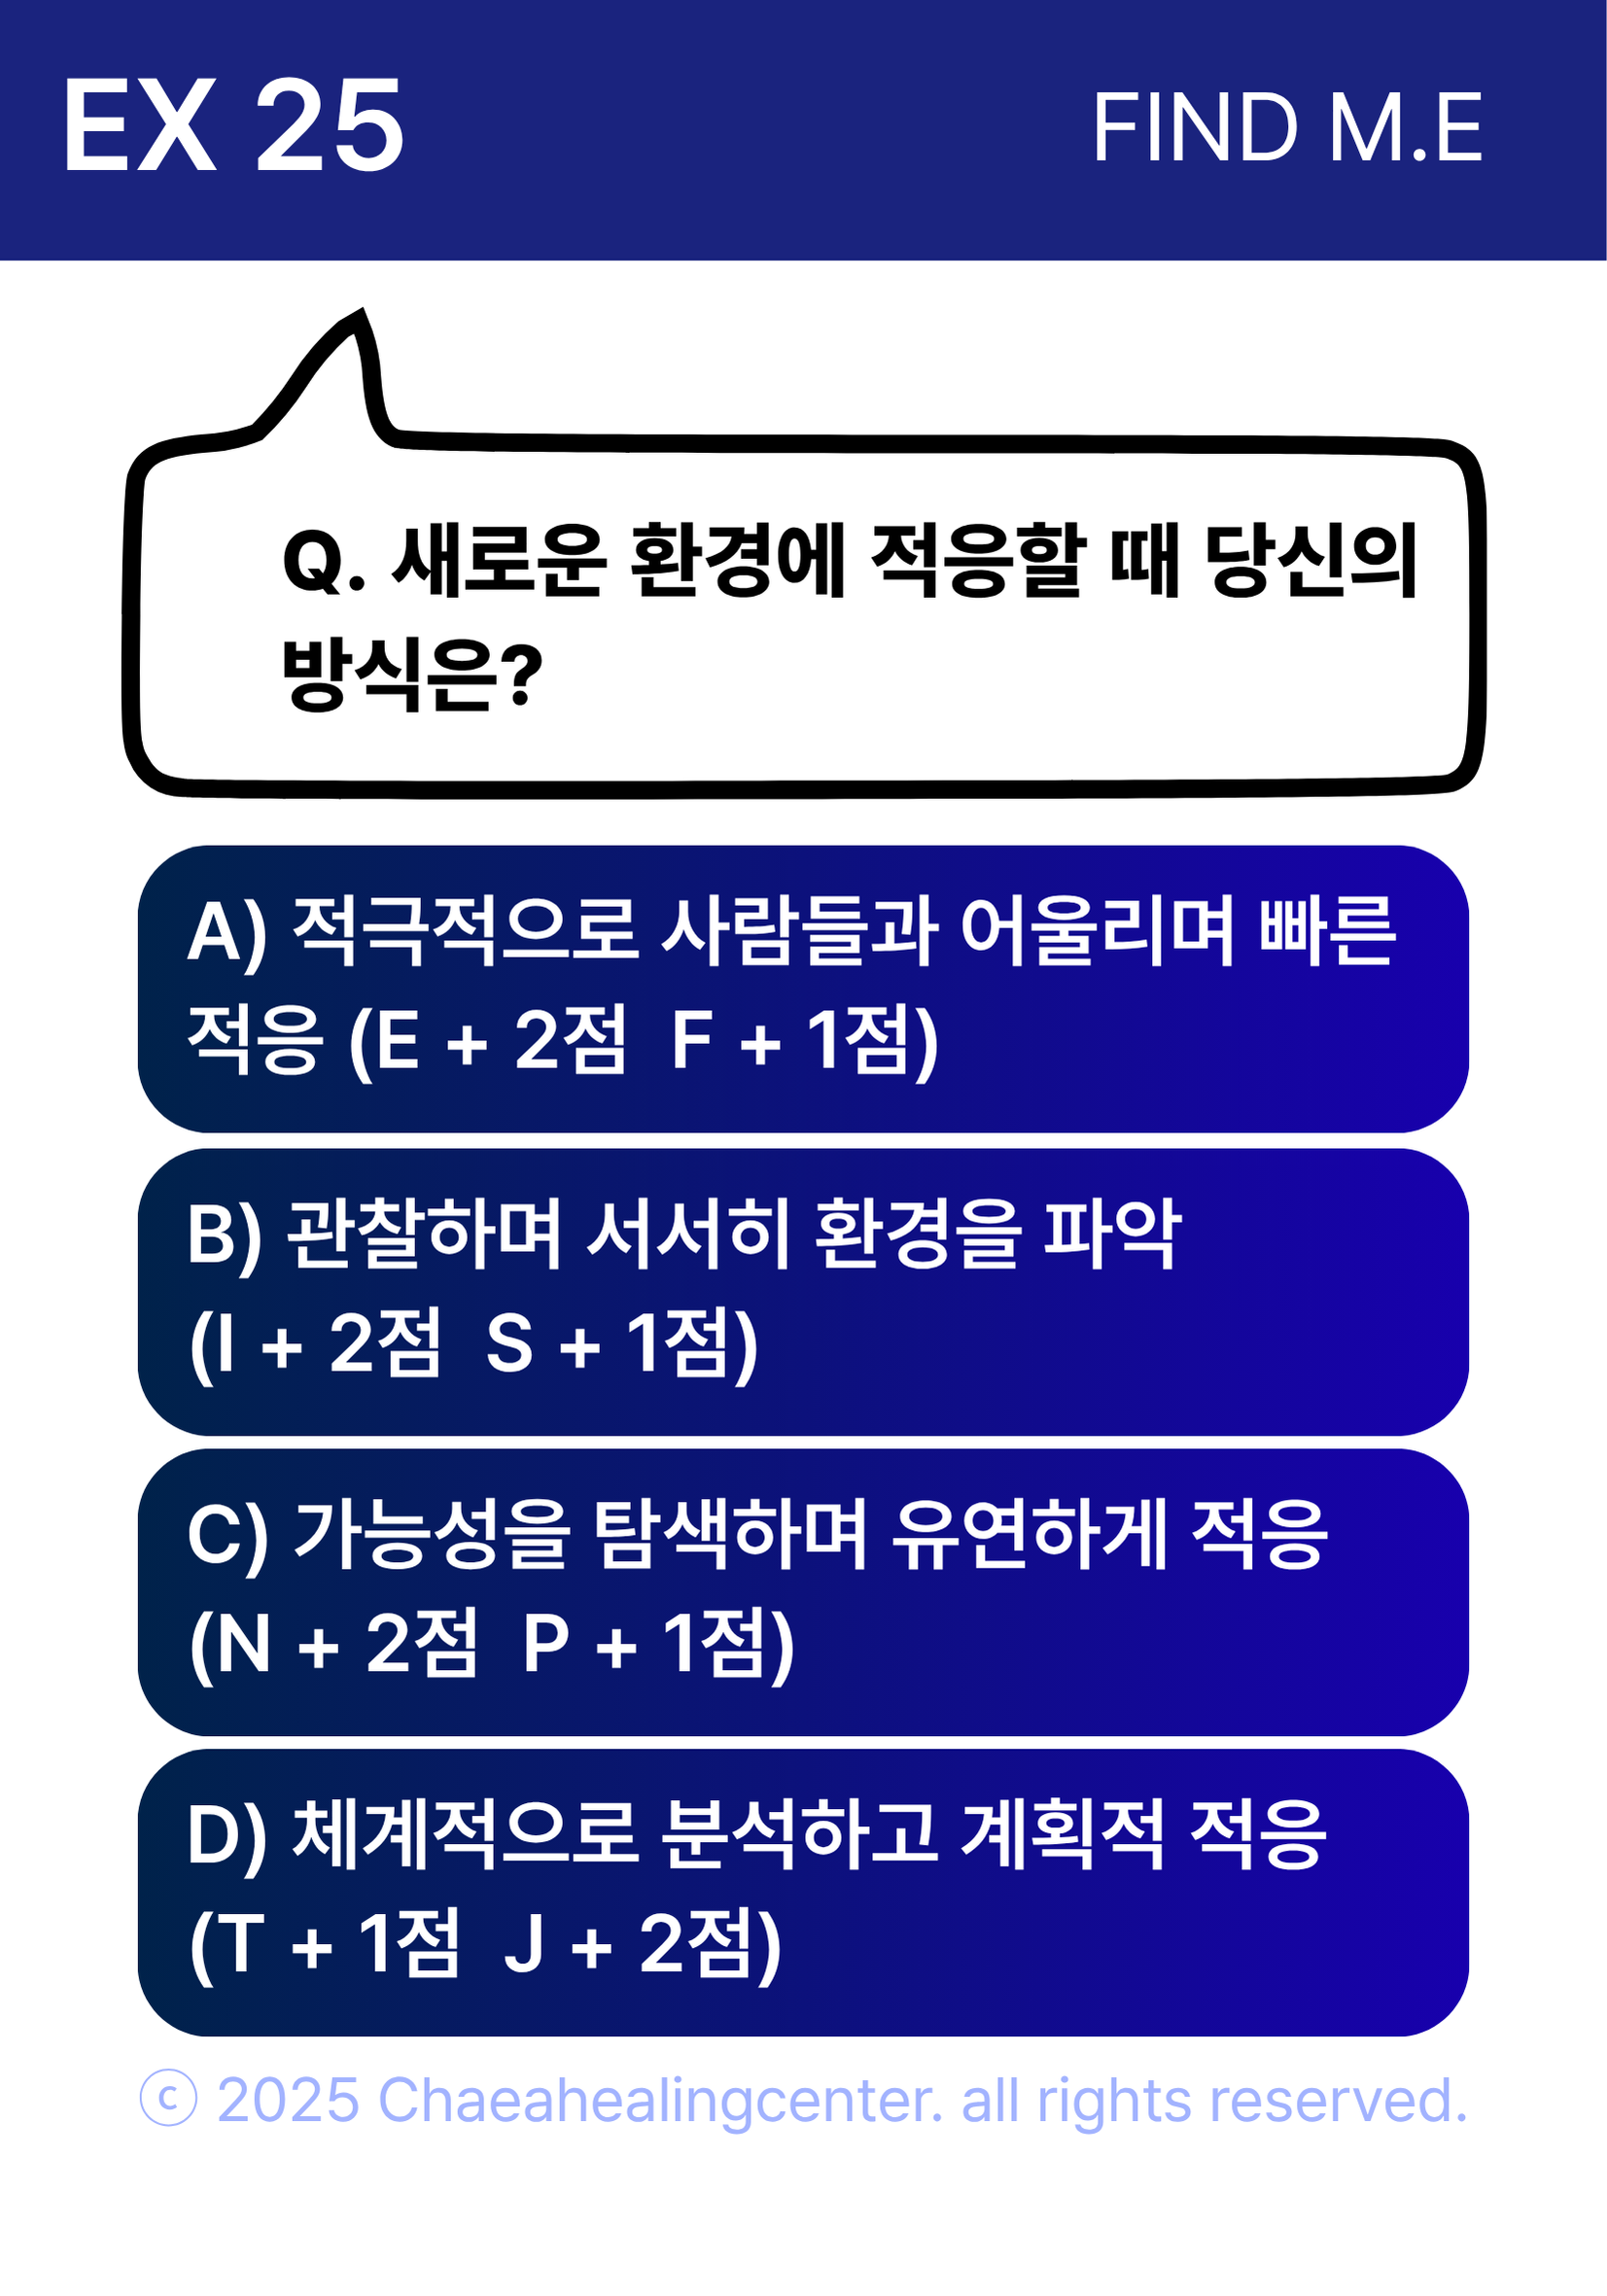 EX 25
FIND M.E
Q. 새로운 환경에 적응할 때 당신의
방식은?
A) 적극적으로 사람들과 어울리며 빠른
적응 (E + 2점  F + 1점)
B) 관찰하며 서서히 환경을 파악
(I + 2점  S + 1점)
C) 가능성을 탐색하며 유연하게 적응
(N + 2점  P + 1점)
D) 체계적으로 분석하고 계획적 적응
(T + 1점  J + 2점)
ⓒ 2025 Chaeahealingcenter. all rights reserved.